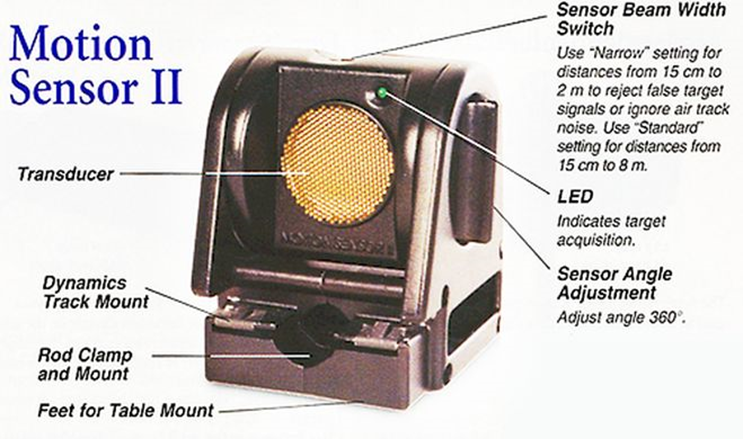 Motion
Sensor II
Sensor Beam Width
Switch
Use “Narrow” setting for
distances from 15 cm to
2 m to reject false target
signals or ignore air track
noise. Use “Standard”
setting for distances from
15 cm to 8 m.
Transducer
LED
Indicates target
acquisition.
MOTION SENSOR II
Sensor Angle
Adjustment
Adjust angle 360°.
Dynamics
Track Mount
Rod Clamp
and Mount
Feet for Table Mount